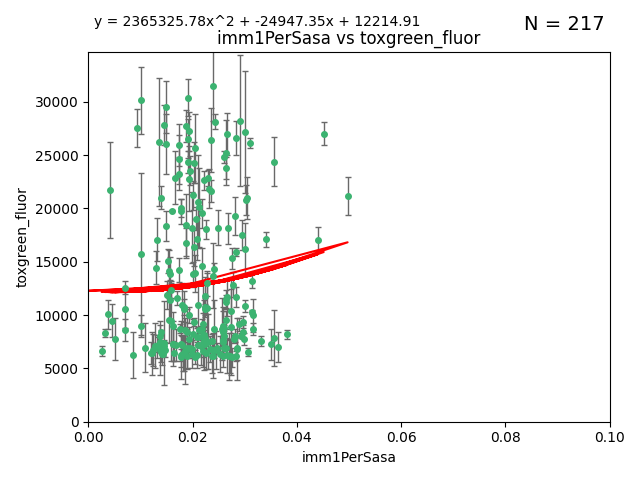 y = 2365325.78x^2 + -24947.35x + 12214.91
N = 217
imm1PerSasa vs toxgreen_fluor
30000
25000
20000
15000
10000
5000
0
toxgreen_fluor
0.00 0.02 0.04 0.06 0.08 0.10
imm1PerSasa